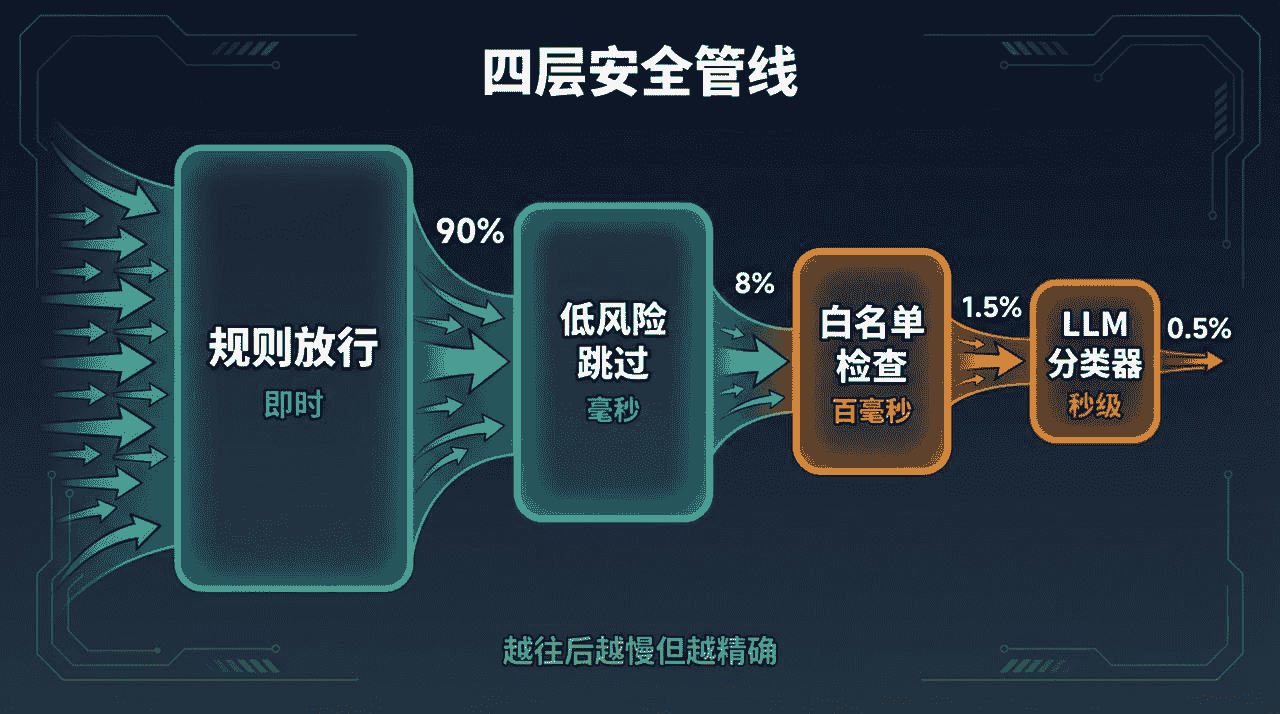 四层安全管线
规则放行
即时
90%
低风险
跳过
毫秒
8%
白名单
检查
百毫秒
1.5%
LLM
分类器
秒级
0.5%
越往后越慢但越精确